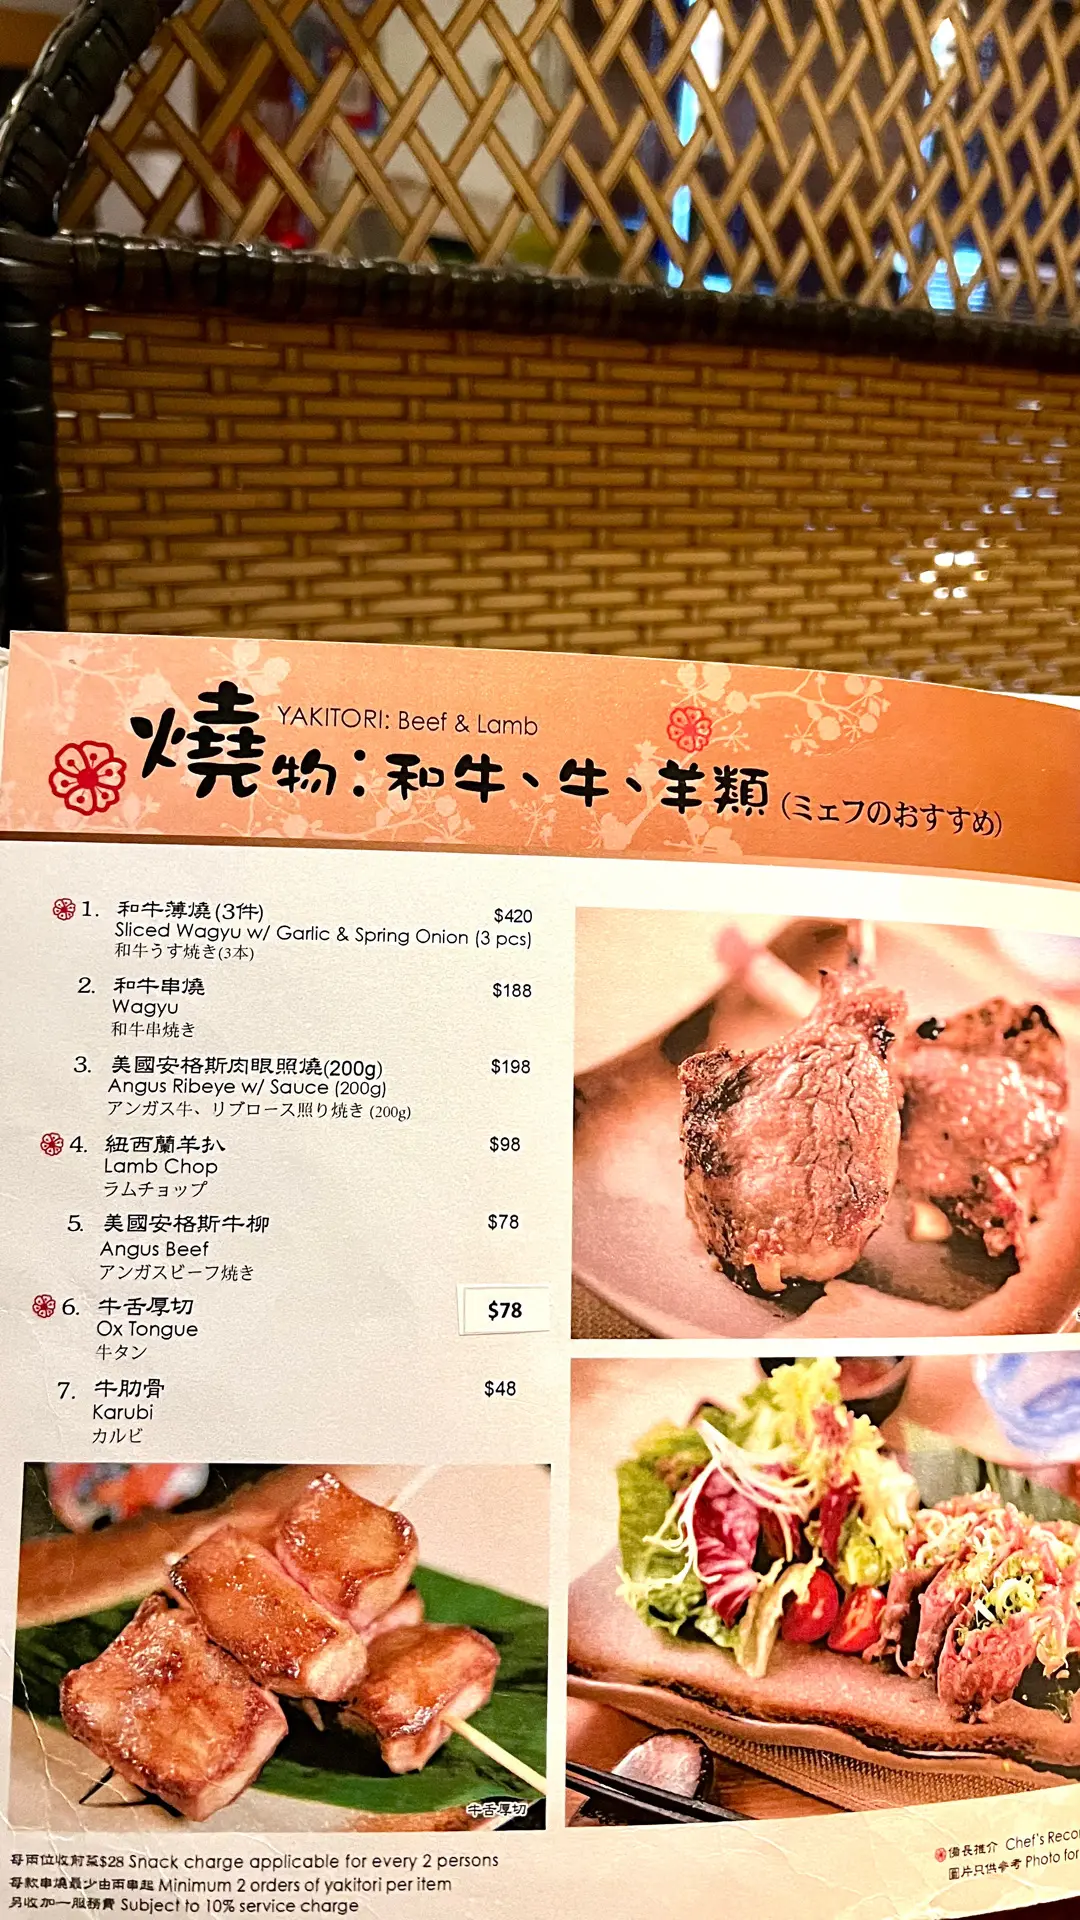 YAKITORI: Beef & Lamb
燒物：和牛、牛、羊類 (ミェフのおすすめ)
1. 和牛薄燒(3件) $420
Sliced Wagyu w/ Garlic & Spring Onion (3 pcs)
和牛うす焼き(3本)
2. 和牛串燒 $188
Wagyu
和牛串焼き
3. 美國安格斯肉眼照燒(200g) $198
Angus Ribeye w/ Sauce (200g)
アンガス牛、リブロース照り焼き (200g)
4. 紐西蘭羊扒 $98
Lamb Chop
ラムチョップ
5. 美國安格斯牛柳 $78
Angus Beef
アンガスビーフ焼き
6. 牛舌厚切 $78
Ox Tongue
牛タン
7. 牛肋骨 $48
Karubi
カルビ
牛舌厚切
每兩位收前菜$28 Snack charge applicable for every 2 persons
每款串燒最少由兩串起 Minimum 2 orders of yakitori per item
另收加一服務費 Subject to 10% service charge
備長推介 Chef's Reco
圖片只供參考 Photo for